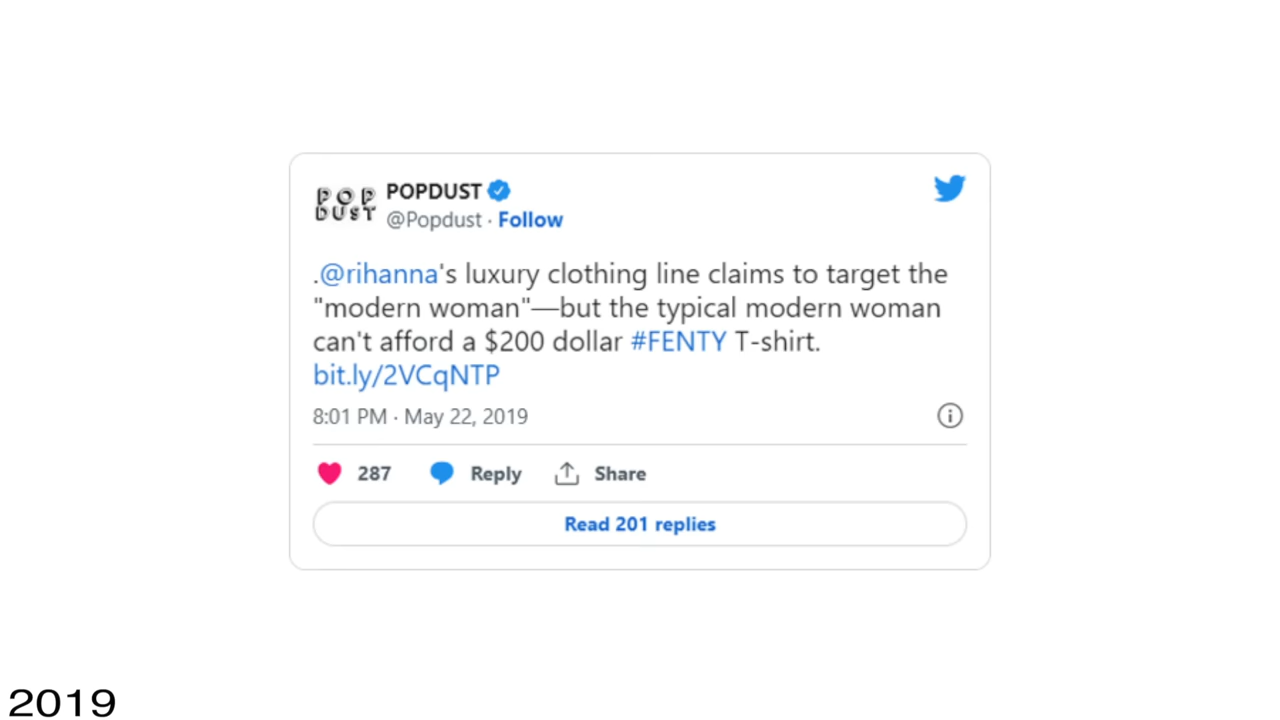 POP
DUST
POPDUST
@Popdust · Follow
.@rihanna's luxury clothing line claims to target the
"modern woman"—but the typical modern woman
can't afford a $200 dollar #FENTY T-shirt.
bit.ly/2VCqNTP
8:01 PM · May 22, 2019
287 Reply Share
Read 201 replies
2019